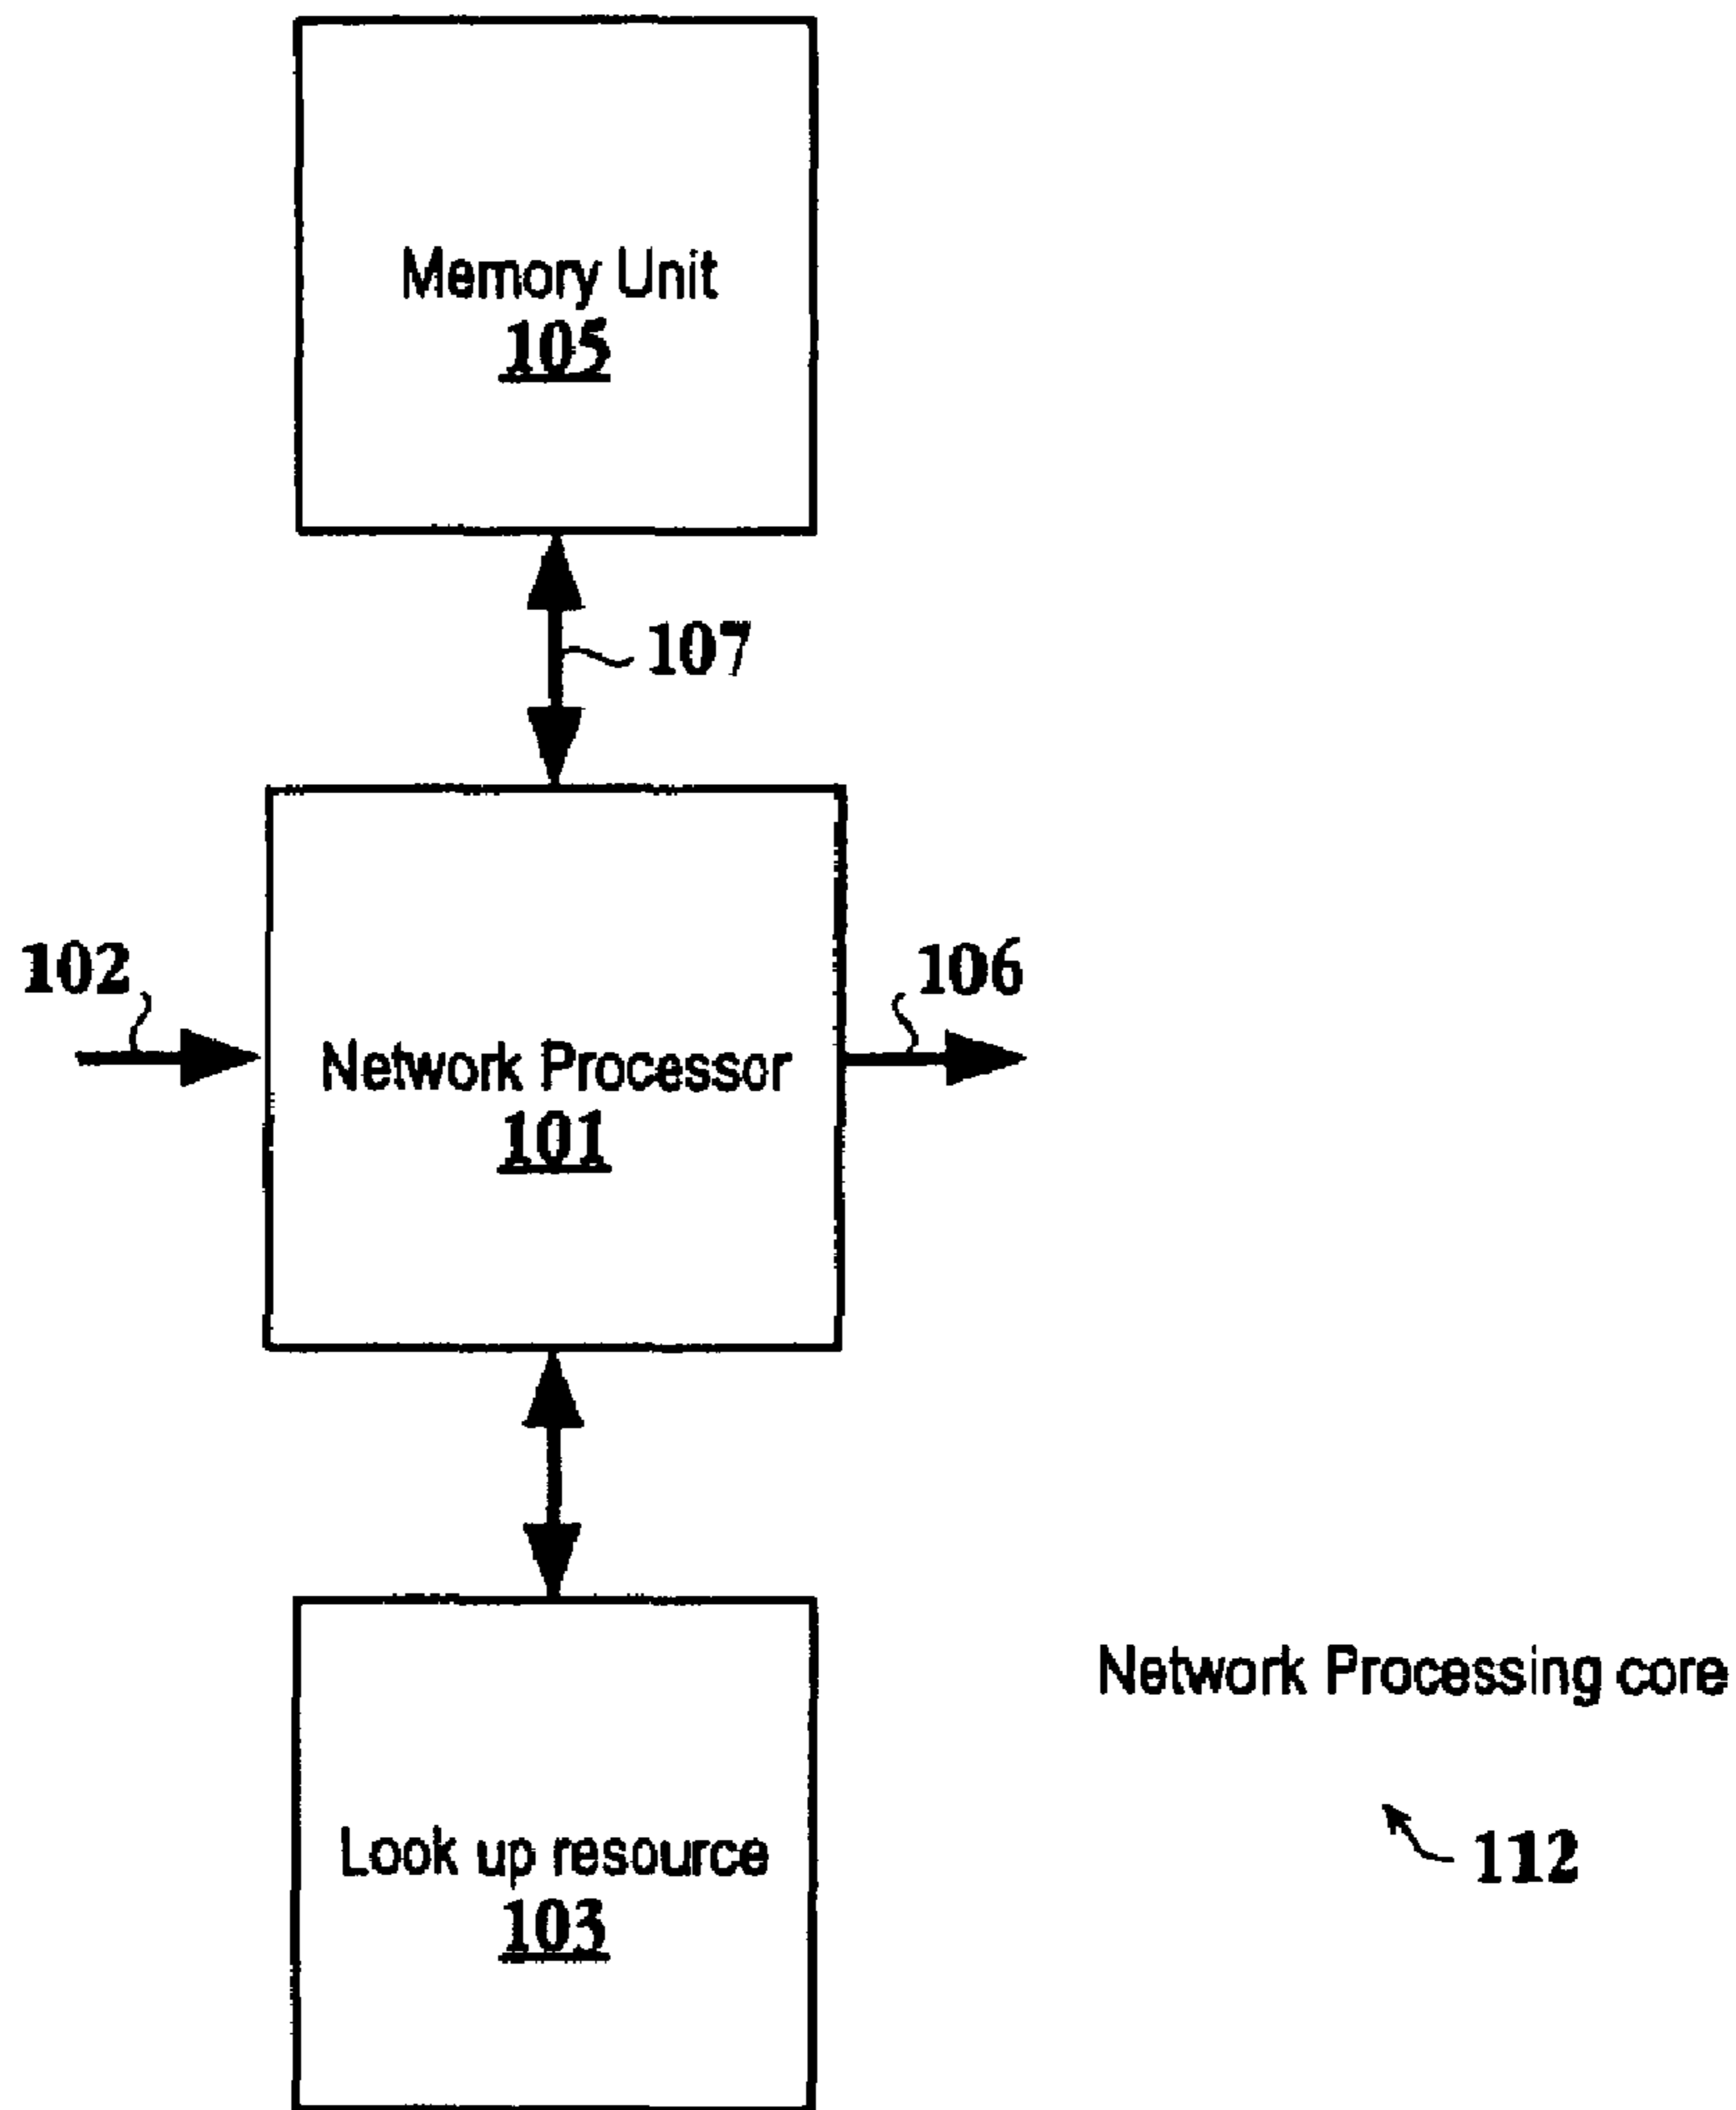 Memory Unit
105
107
102
106
Network Processor
101
Network Processing core
Look up resource
103
112